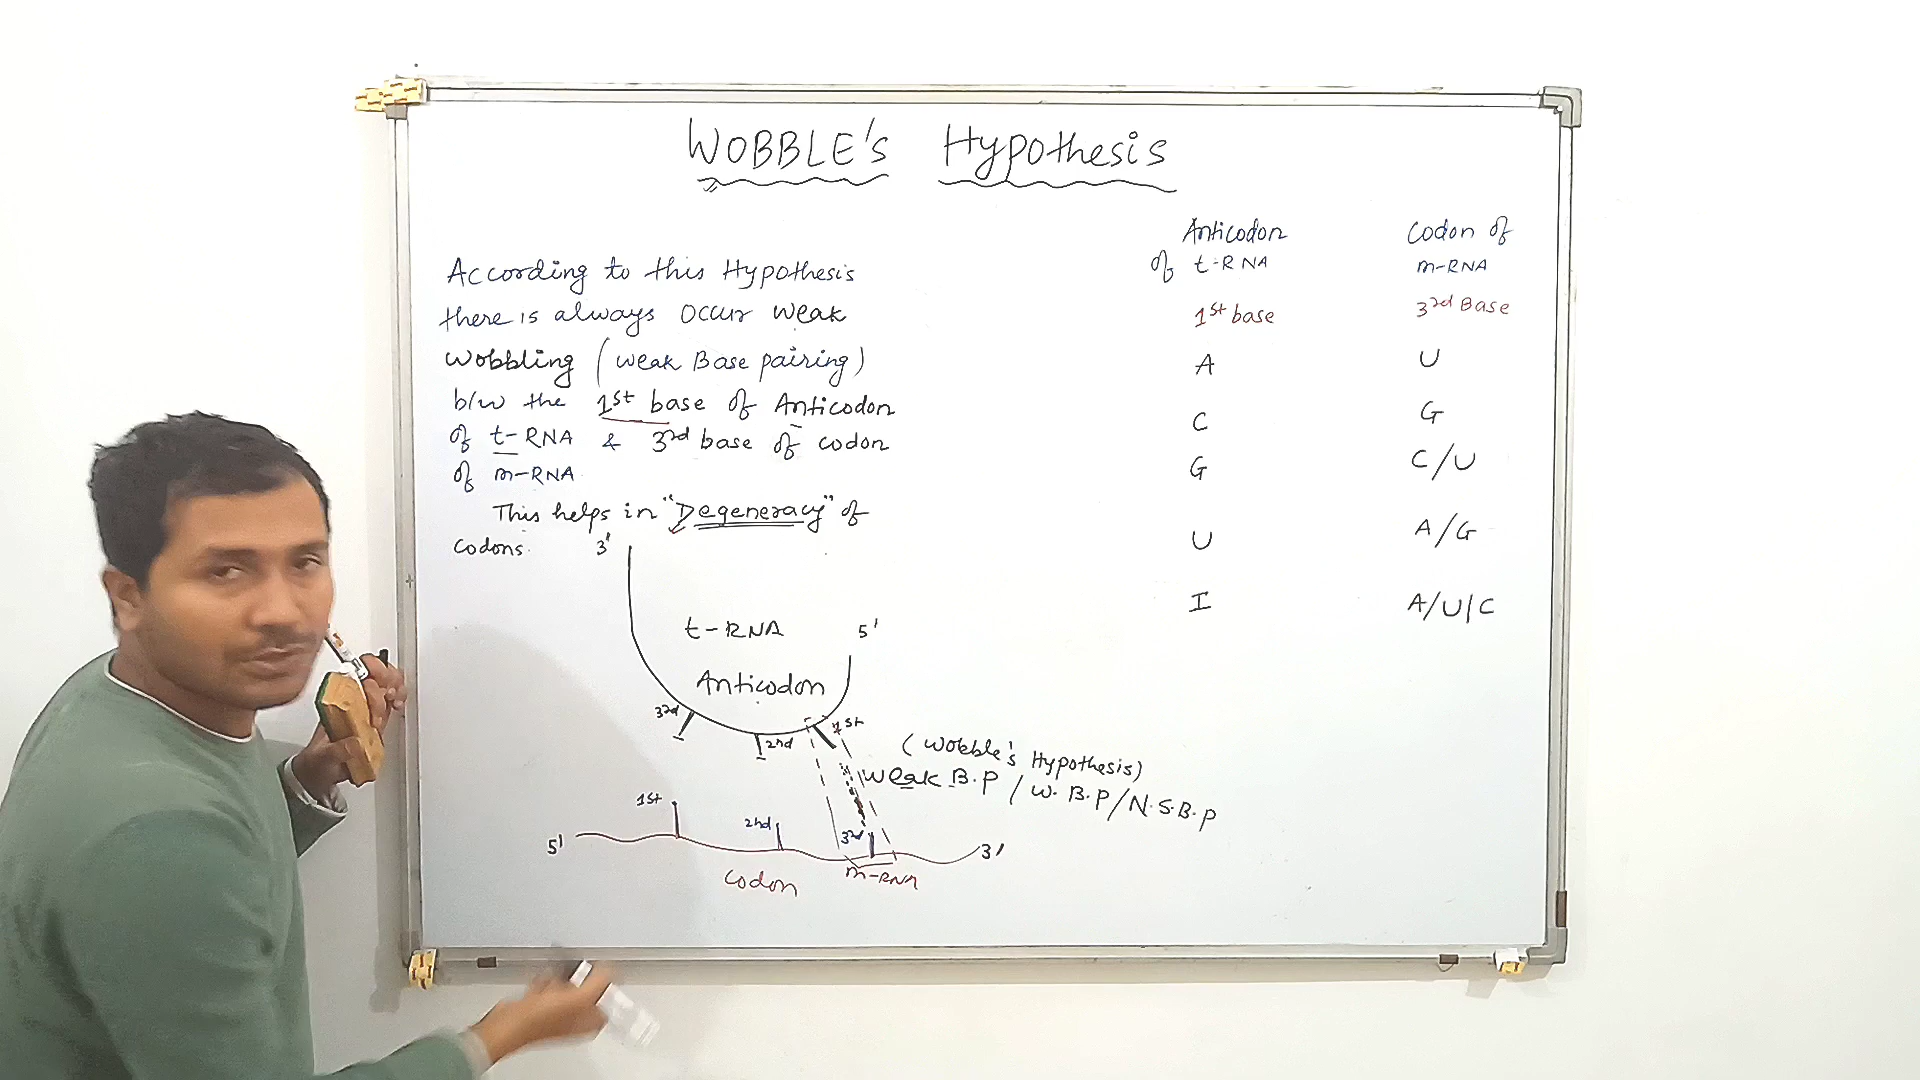 WOBBLE's Hypothesis
According to this Hypothesis
there is always occur weak
wobbling (weak Base pairing)
b/w the 1st base of Anticodon
of t-RNA & 3rd base of codon
of m-RNA
This helps in "Degeneracy" of
codons.
3'
t-RNA
5'
Anticodon
3rd
2nd
1st
(Wobble's Hypothesis)
weak B.P / W.B.P / N.S.B.P
1st
2nd
3rd
5'
3'
Codon
m-RNA
Anticodon Codon of
of t-RNA m-RNA
1st base 3rd Base
A U
C G
G C/U
U A/G
I A/U/C